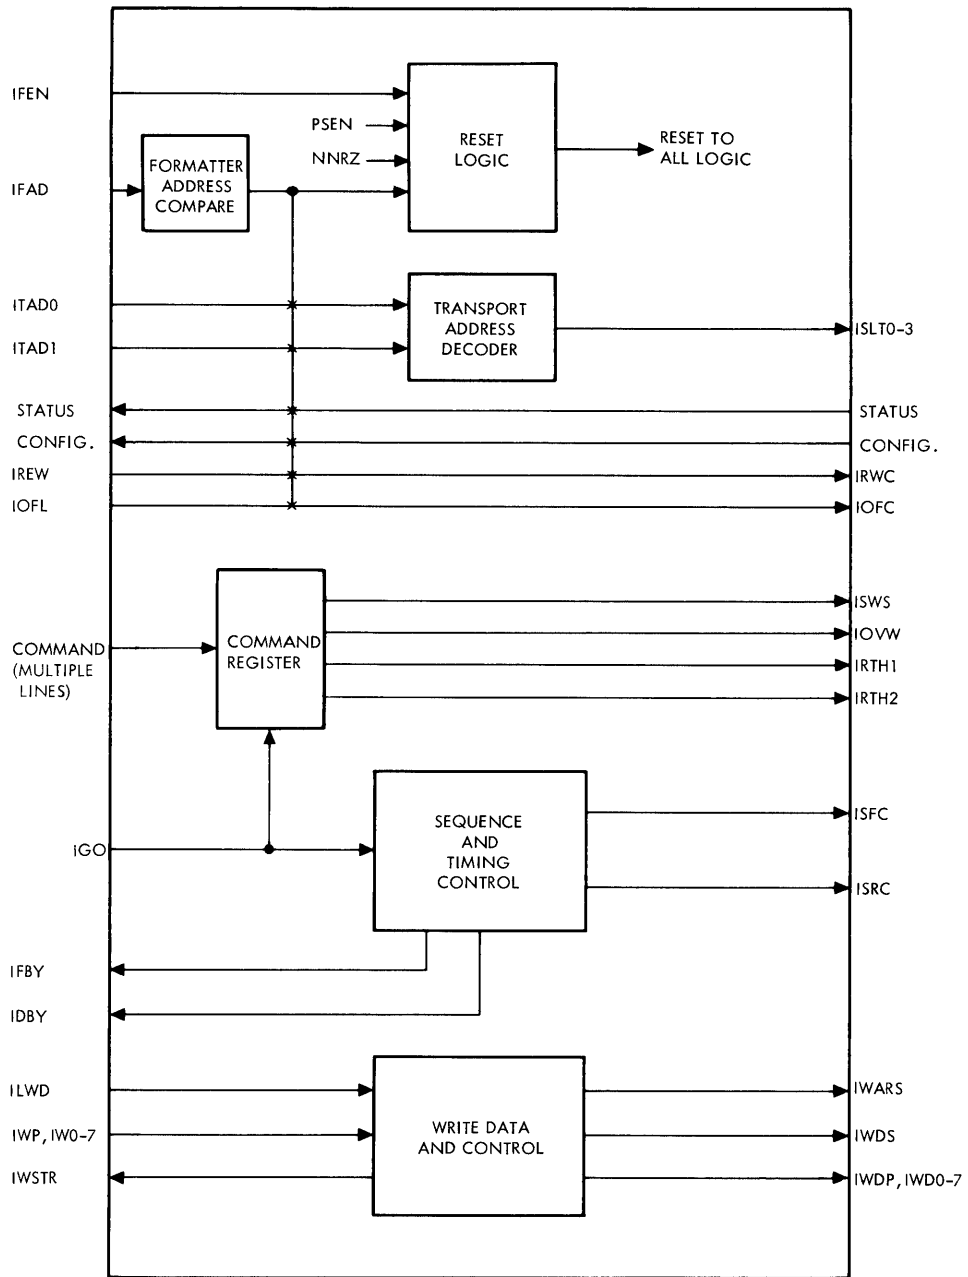 IFEN
PSEN
NNRZ
RESET
LOGIC
RESET TO
ALL LOGIC
IFAD
FORMATTER
ADDRESS
COMPARE
ITAD0
ITAD1
TRANSPORT
ADDRESS
DECODER
ISLT0-3
STATUS
STATUS
CONFIG.
CONFIG.
IREW
IRWC
IOFL
IOFC
COMMAND
(MULTIPLE
LINES)
COMMAND
REGISTER
ISWS
IOVW
IRTH1
IRTH2
IGO
SEQUENCE
AND
TIMING
CONTROL
ISFC
ISRC
IFBY
IDBY
ILWD
IWP, IW0-7
IWSTR
WRITE DATA
AND CONTROL
IWARS
IWDS
IWDP, IWD0-7